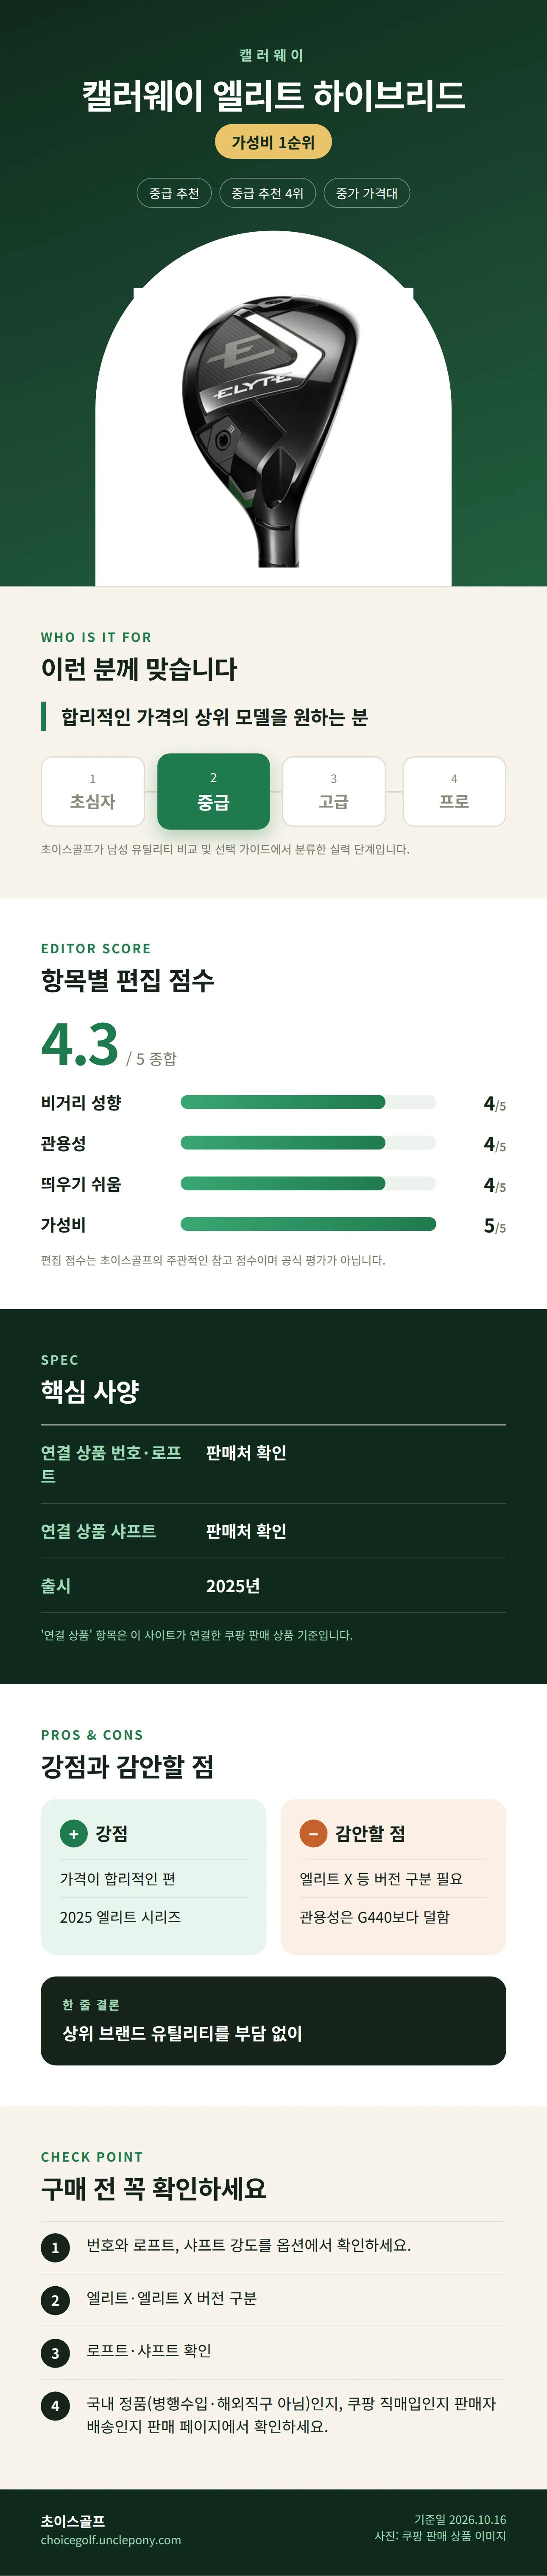 캘러웨이
캘러웨이 엘리트 하이브리드
가성비 1순위
중급 추천
중급 추천 4위
중가 가격대
E
ELYTE
WHO IS IT FOR
이런 분께 맞습니다
합리적인 가격의 상위 모델을 원하는 분
1
초심자
2
중급
3
고급
4
프로
초이스골프가 남성 유틸리티 비교 및 선택 가이드에서 분류한 실력 단계입니다.
EDITOR SCORE
항목별 편집 점수
4.3 / 5 종합
비거리 성향 4/5
관용성 4/5
띄우기 쉬움 4/5
가성비 5/5
편집 점수는 초이스골프의 주관적인 참고 점수이며 공식 평가가 아닙니다.
SPEC
핵심 사양
연결 상품 번호·로프트 판매처 확인
연결 상품 샤프트 판매처 확인
출시 2025년
'연결 상품' 항목은 이 사이트가 연결한 쿠팡 판매 상품 기준입니다.
PROS & CONS
강점과 감안할 점
+ 강점
가격이 합리적인 편
2025 엘리트 시리즈
− 감안할 점
엘리트 X 등 버전 구분 필요
관용성은 G440보다 덜함
한 줄 결론
상위 브랜드 유틸리티를 부담 없이
CHECK POINT
구매 전 꼭 확인하세요
1 번호와 로프트, 샤프트 강도를 옵션에서 확인하세요.
2 엘리트·엘리트 X 버전 구분
3 로프트·샤프트 확인
4 국내 정품(병행수입·해외직구 아님)인지, 쿠팡 직매입인지 판매자
배송인지 판매 페이지에서 확인하세요.
초이스골프
choicegolf.unclepony.com
기준일 2026.10.16
사진: 쿠팡 판매 상품 이미지